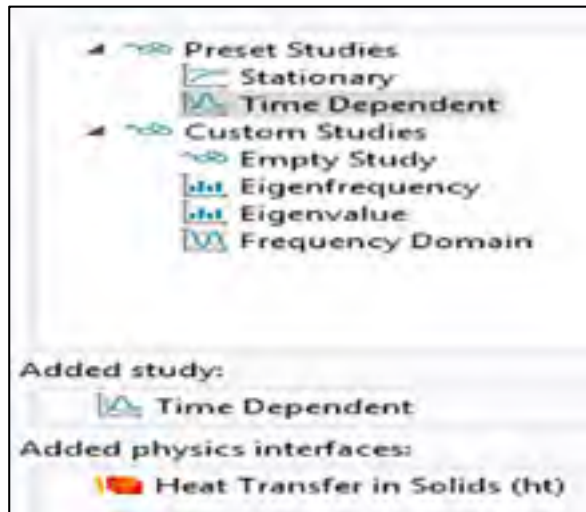 Preset Studies
Stationary
Time Dependent
Custom Studies
Empty Study
Eigenfrequency
Eigenvalue
Frequency Domain
Added study:
Time Dependent
Added physics interfaces:
Heat Transfer in Solids (ht)